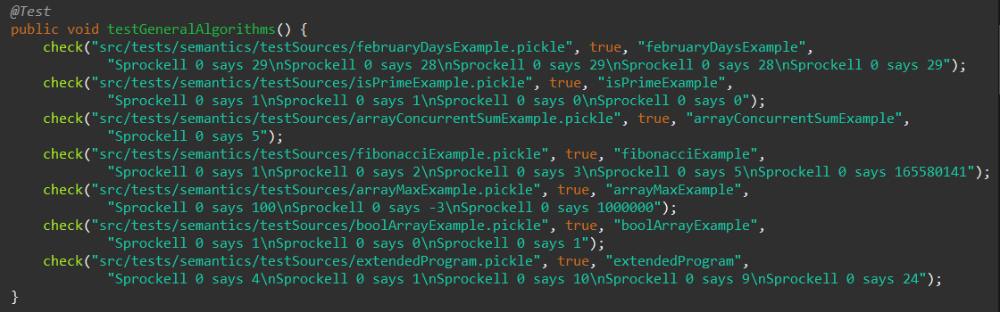 @Test
public void testGeneralAlgorithms() {
    check("src/tests/semantics/testSources/februaryDaysExample.pickle", true, "februaryDaysExample",
            "Sprockell 0 says 29\nSprockell 0 says 28\nSprockell 0 says 29\nSprockell 0 says 28\nSprockell 0 says 29");
    check("src/tests/semantics/testSources/isPrimeExample.pickle", true, "isPrimeExample",
            "Sprockell 0 says 1\nSprockell 0 says 1\nSprockell 0 says 0\nSprockell 0 says 0");
    check("src/tests/semantics/testSources/arrayConcurrentSumExample.pickle", true, "arrayConcurrentSumExample",
            "Sprockell 0 says 5");
    check("src/tests/semantics/testSources/fibonacciExample.pickle", true, "fibonacciExample",
            "Sprockell 0 says 1\nSprockell 0 says 2\nSprockell 0 says 3\nSprockell 0 says 5\nSprockell 0 says 165580141");
    check("src/tests/semantics/testSources/arrayMaxExample.pickle", true, "arrayMaxExample",
            "Sprockell 0 says 100\nSprockell 0 says -3\nSprockell 0 says 1000000");
    check("src/tests/semantics/testSources/boolArrayExample.pickle", true, "boolArrayExample",
            "Sprockell 0 says 1\nSprockell 0 says 0\nSprockell 0 says 1");
    check("src/tests/semantics/testSources/extendedProgram.pickle", true, "extendedProgram",
            "Sprockell 0 says 4\nSprockell 0 says 1\nSprockell 0 says 10\nSprockell 0 says 9\nSprockell 0 says 24");
}